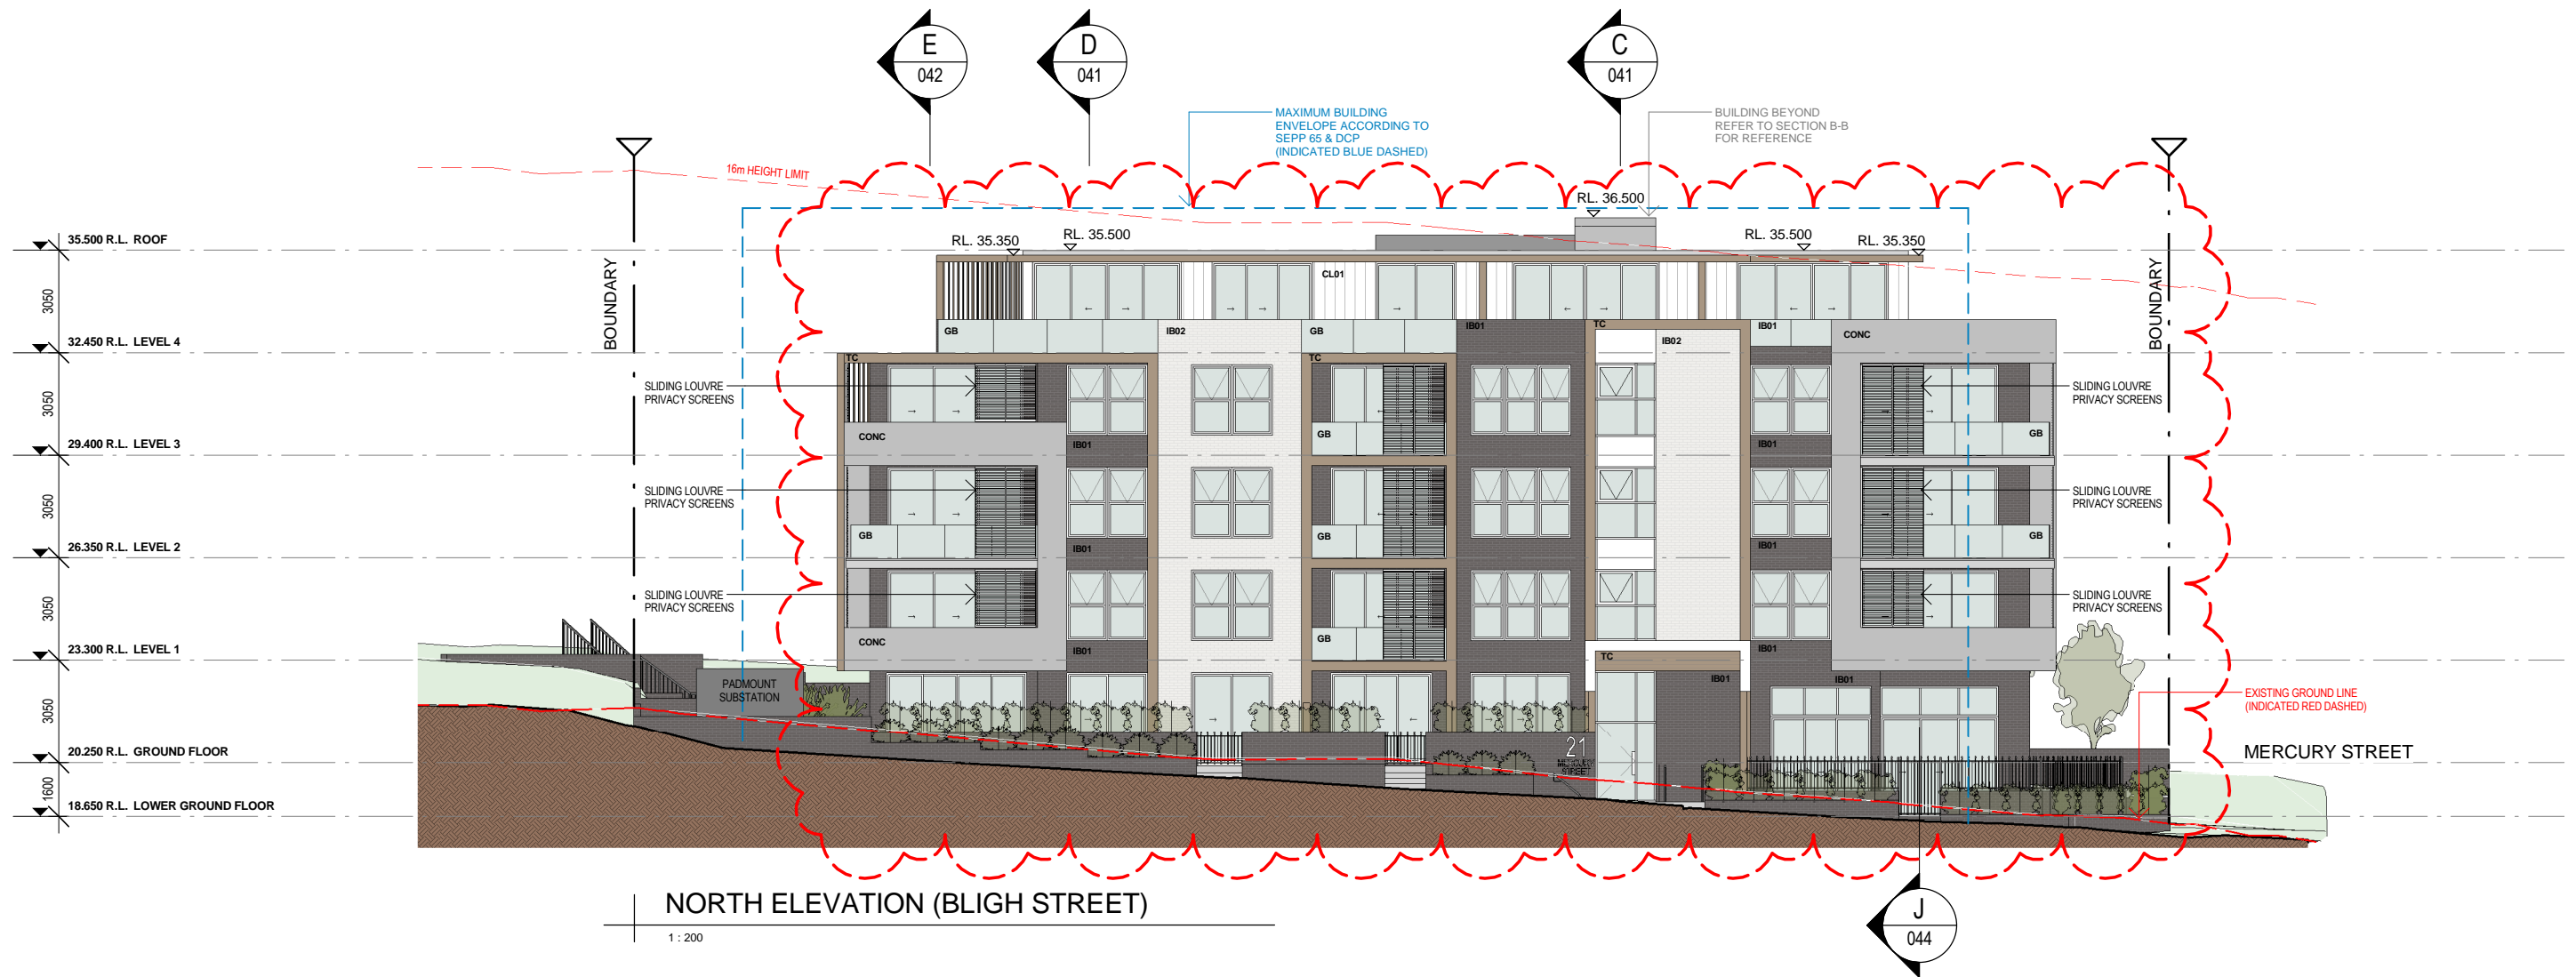 E
042
D
041
C
041
MAXIMUM BUILDING
ENVELOPE ACCORDING TO
SEPP 65 & DCP
(INDICATED BLUE DASHED)
BUILDING BEYOND
REFER TO SECTION B-B
FOR REFERENCE
16m HEIGHT LIMIT
RL. 36.500
RL. 35.350
RL. 35.500
RL. 35.500
RL. 35.350
35.500 R.L. ROOF
BOUNDARY
BOUNDARY
CL01
3050
GB
IB02
GB
IB01
TC
IB02
IB01
CONC
32.450 R.L. LEVEL 4
TC
TC
SLIDING LOUVRE
PRIVACY SCREENS
SLIDING LOUVRE
PRIVACY SCREENS
3050
CONC
IB01
GB
IB01
GB
29.400 R.L. LEVEL 3
SLIDING LOUVRE
PRIVACY SCREENS
SLIDING LOUVRE
PRIVACY SCREENS
3050
GB
IB01
GB
IB01
GB
26.350 R.L. LEVEL 2
SLIDING LOUVRE
PRIVACY SCREENS
SLIDING LOUVRE
PRIVACY SCREENS
3050
CONC
IB01
GB
IB01
23.300 R.L. LEVEL 1
TC
PADMOUNT
SUBSTATION
IB01
IB01
3050
EXISTING GROUND LINE
(INDICATED RED DASHED)
20.250 R.L. GROUND FLOOR
21
MERCURY
STREET
MERCURY STREET
1600
18.650 R.L. LOWER GROUND FLOOR
NORTH ELEVATION (BLIGH STREET)
1 : 200
J
044